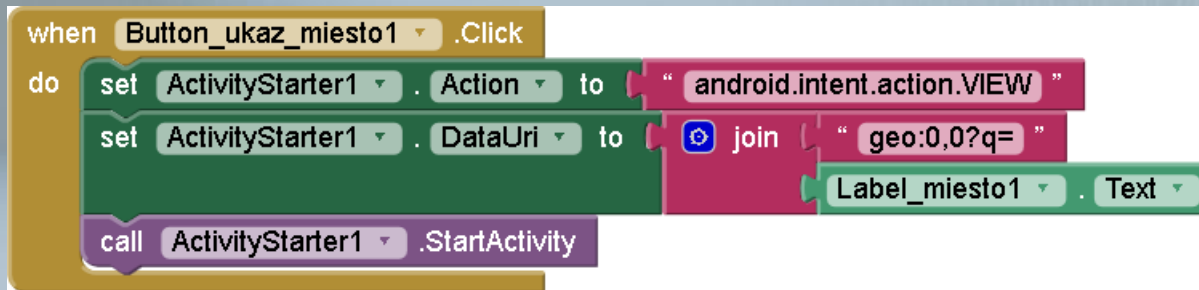 when Button_ukaz_miesto1 .Click
do set ActivityStarter1 . Action to “ android.intent.action.VIEW ”
set ActivityStarter1 . DataUri to join “ geo:0,0?q= ”
Label_miesto1 . Text
call ActivityStarter1 .StartActivity